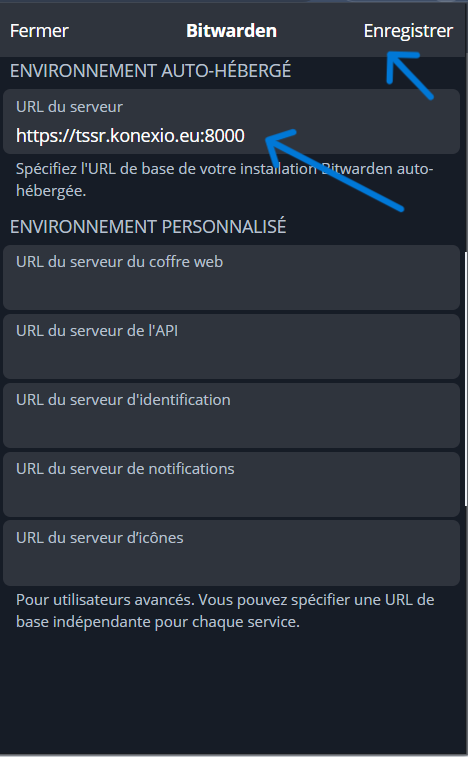 Fermer Bitwarden Enregistrer
ENVIRONNEMENT AUTO-HÉBERGÉ
URL du serveur
https://tssr.konexio.eu:8000
Spécifiez l'URL de base de votre installation Bitwarden auto-
hébergée.
ENVIRONNEMENT PERSONNALISÉ
URL du serveur du coffre web
URL du serveur de l'API
URL du serveur d'identification
URL du serveur de notifications
URL du serveur d’icônes
Pour utilisateurs avancés. Vous pouvez spécifier une URL de
base indépendante pour chaque service.